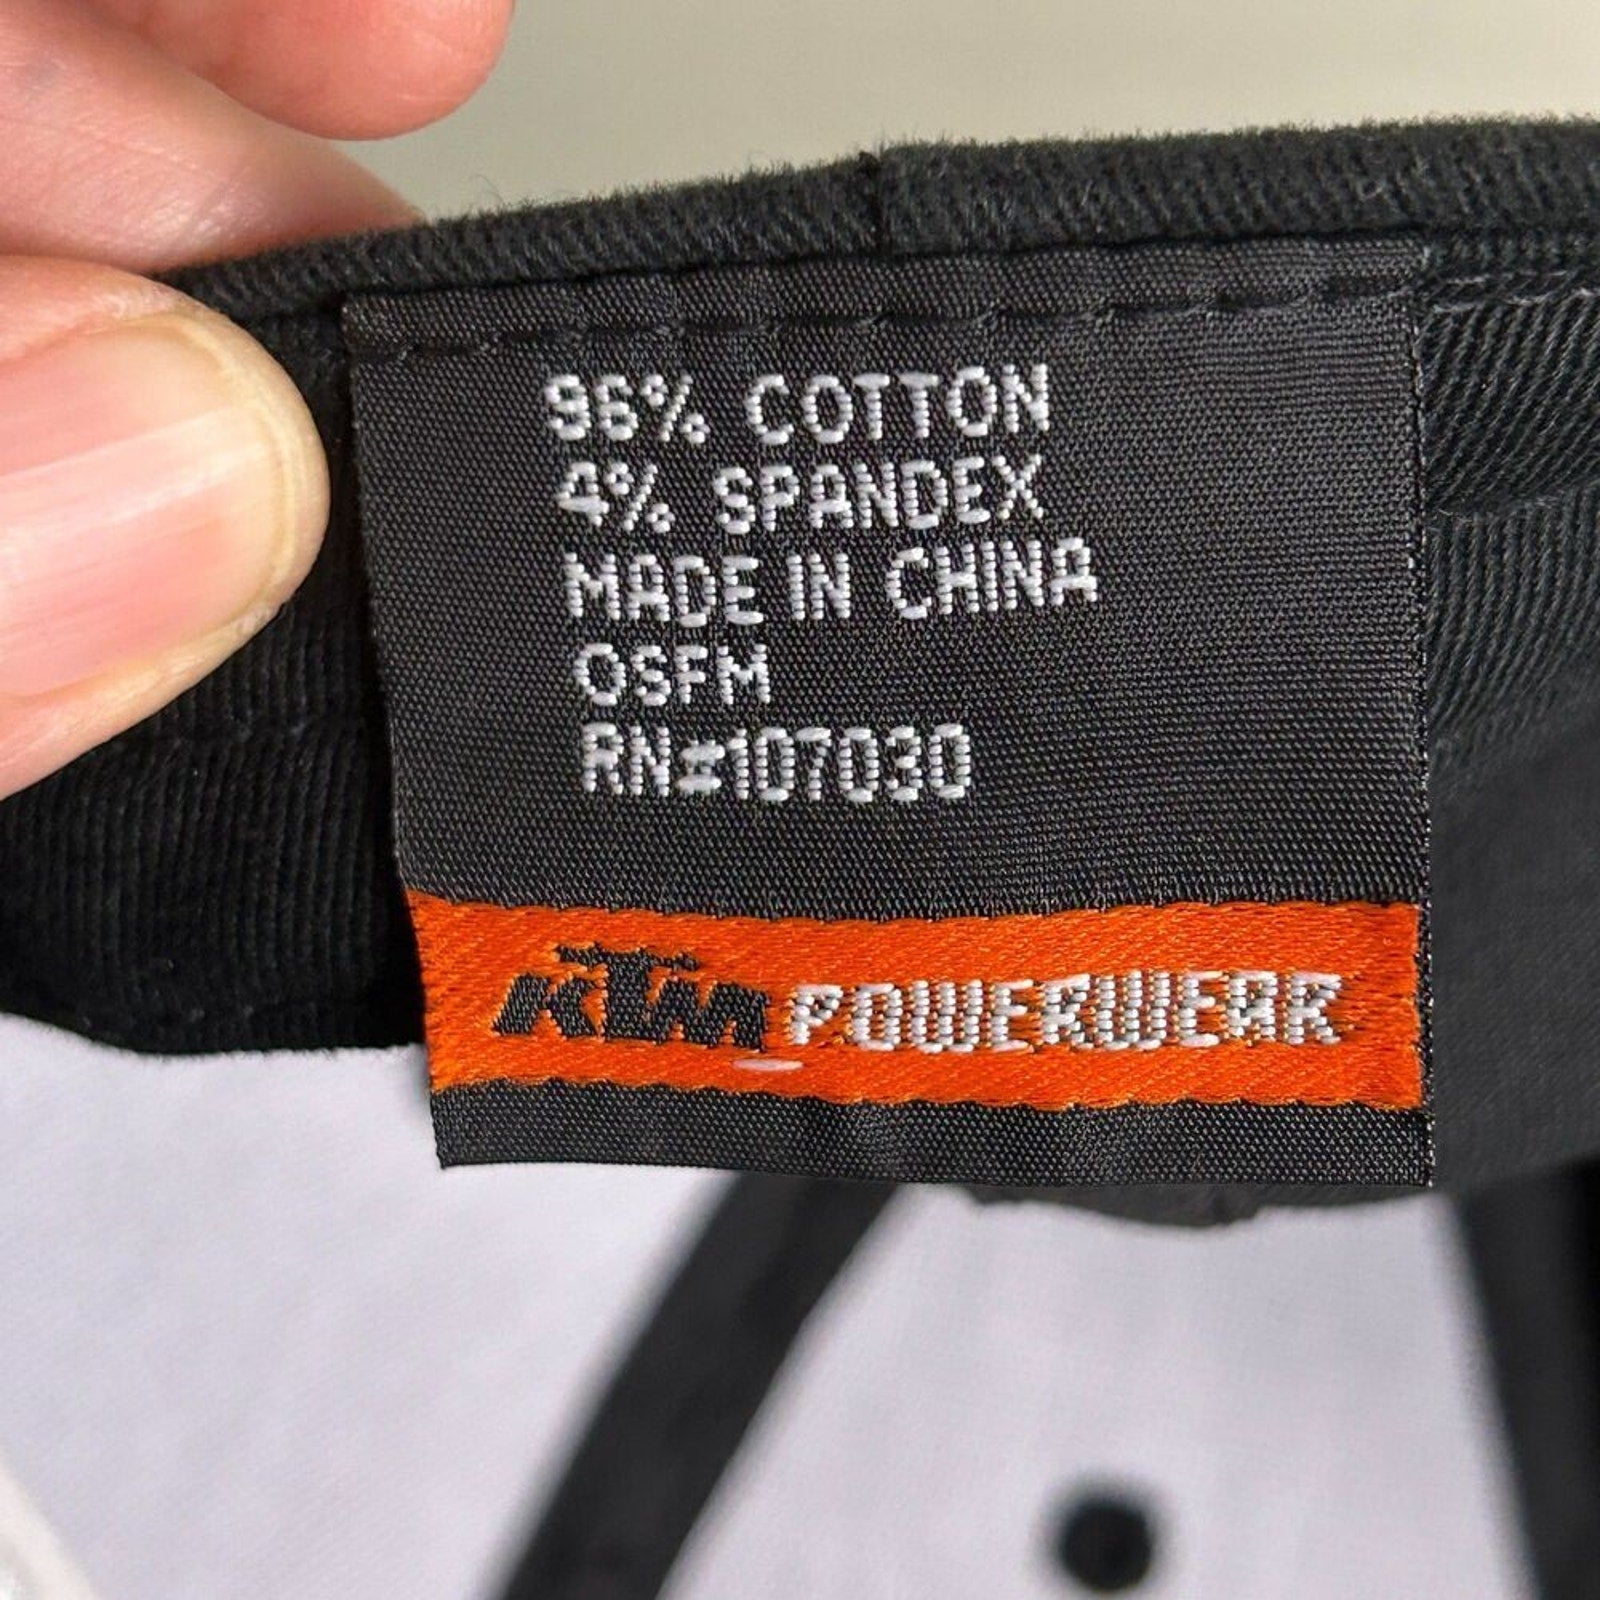 96% COTTON
4% SPANDEX
MADE IN CHINA
OSFM
RN#107030
KTM POWERWEAR